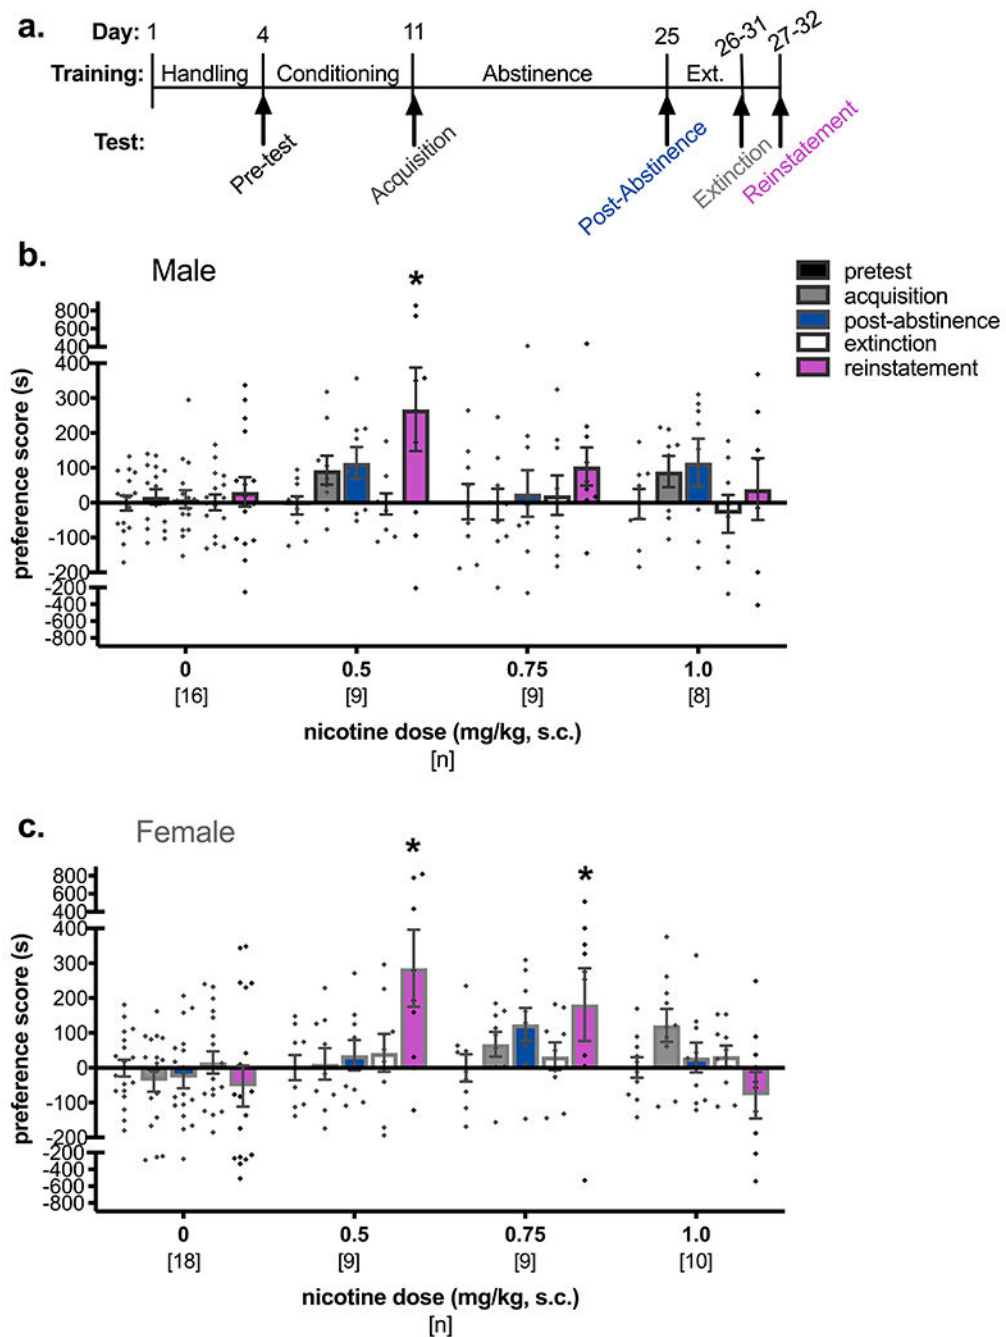 a.
Day: 1 4 11 25 26-31 27-32
Training: Handling Conditioning Abstinence Ext.
Test: Pre-test Acquisition Post-Abstinence Extinction Reinstatement
b.
Male
*
pretest
acquisition
post-abstinence
extinction
reinstatement
preference score (s)
800
600
400
400
300
200
100
0
-100
-200
-200
-400
-600
-800
0 0.5 0.75 1.0
[16] [9] [9] [8]
nicotine dose (mg/kg, s.c.)
[n]
c.
Female
* *
preference score (s)
800
600
400
400
300
200
100
0
-100
-200
-200
-400
-600
-800
0 0.5 0.75 1.0
[18] [9] [9] [10]
nicotine dose (mg/kg, s.c.)
[n]